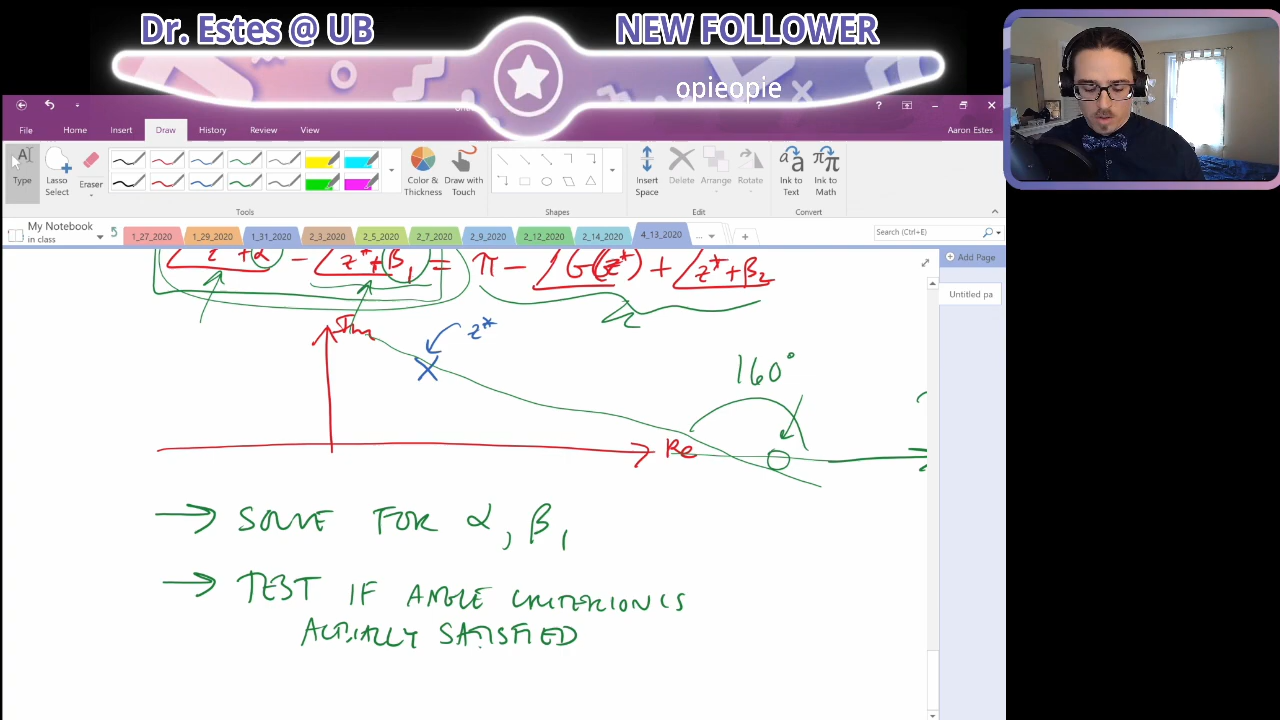 Dr. Estes @ UB
NEW FOLLOWER
opieopie
?
File Home Insert Draw History Review View
Aaron Estes
Type
Lasso Select
Eraser
Color & Thickness
Draw with Touch
Insert Space
Delete
Arrange
Rotate
Ink to Text
Ink to Math
Tools
Shapes
Edit
Convert
My Notebook
in class
1_27_2020 1_29_2020 1_31_2020 2_3_2020 2_5_2020 2_7_2020 2_9_2020 2_12_2020 2_14_2020 4_13_2020 ...
Search (Ctrl+E)
Add Page
Untitled pa
∠z*+α - ∠z*+β₁ = π - ∠G(z*) + ∠z*+β₂
Im
z*
160°
Re
→ SOLVE FOR α, β₁
→ TEST IF ANGLE CRITERION IS
ACTUALLY SATISFIED